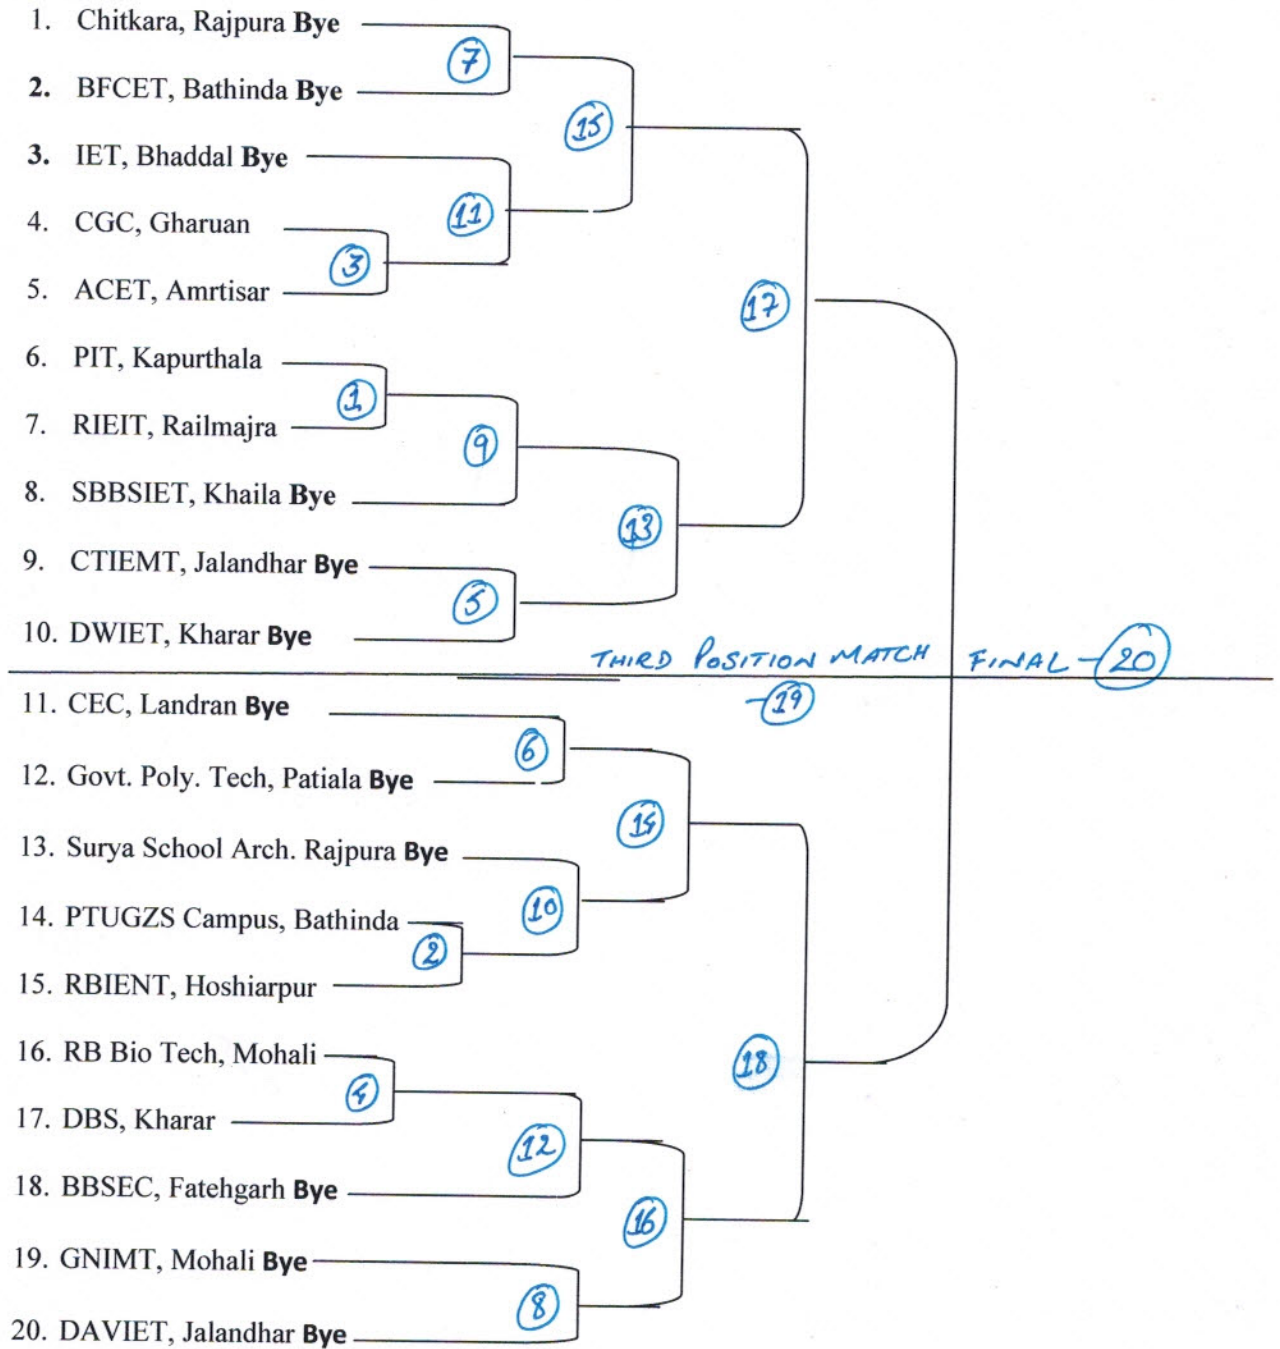 1. Chitkara, Rajpura Bye
7
2. BFCET, Bathinda Bye
15
3. IET, Bhaddal Bye
11
4. CGC, Gharuan
3
5. ACET, Amrtisar
17
6. PIT, Kapurthala
1
7. RIEIT, Railmajra
9
8. SBBSIET, Khaila Bye
13
9. CTIEMT, Jalandhar Bye
5
10. DWIET, Kharar Bye
THIRD POSITION MATCH FINAL - 20
- 19
11. CEC, Landran Bye
6
12. Govt. Poly. Tech, Patiala Bye
14
13. Surya School Arch. Rajpura Bye
10
14. PTUGZS Campus, Bathinda
2
15. RBIENT, Hoshiarpur
16. RB Bio Tech, Mohali
18
4
17. DBS, Kharar
12
18. BBSEC, Fatehgarh Bye
16
19. GNIMT, Mohali Bye
8
20. DAVIET, Jalandhar Bye